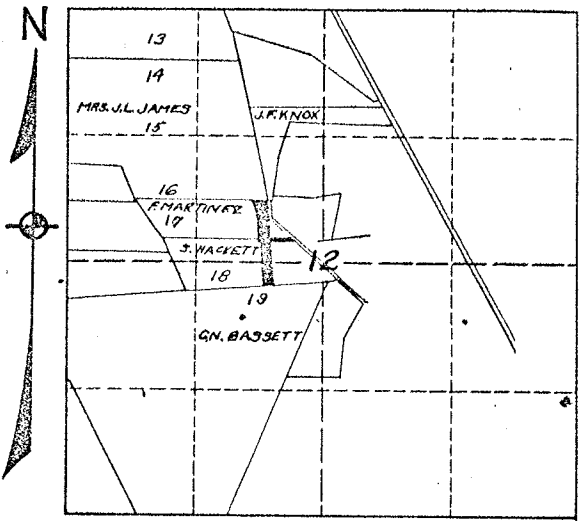 N
13
14
MRS. J.L. JAMES
15
J.F. KNOX
16
F. MARTINEZ
17
S. HACKETT
12
18
19
G.N. BASSETT